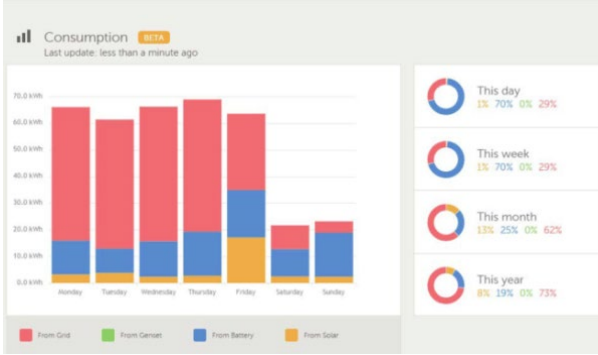 Consumption BETA
Last update: less than a minute ago
70.0 kWh
60.0 kWh
50.0 kWh
40.0 kWh
30.0 kWh
20.0 kWh
10.0 kWh
0.0 kWh
Monday Tuesday Wednesday Thursday Friday Saturday Sunday
From Grid From Genset From Battery From Solar
This day
1% 70% 0% 29%
This week
1% 70% 0% 29%
This month
13% 25% 0% 62%
This year
8% 19% 0% 73%